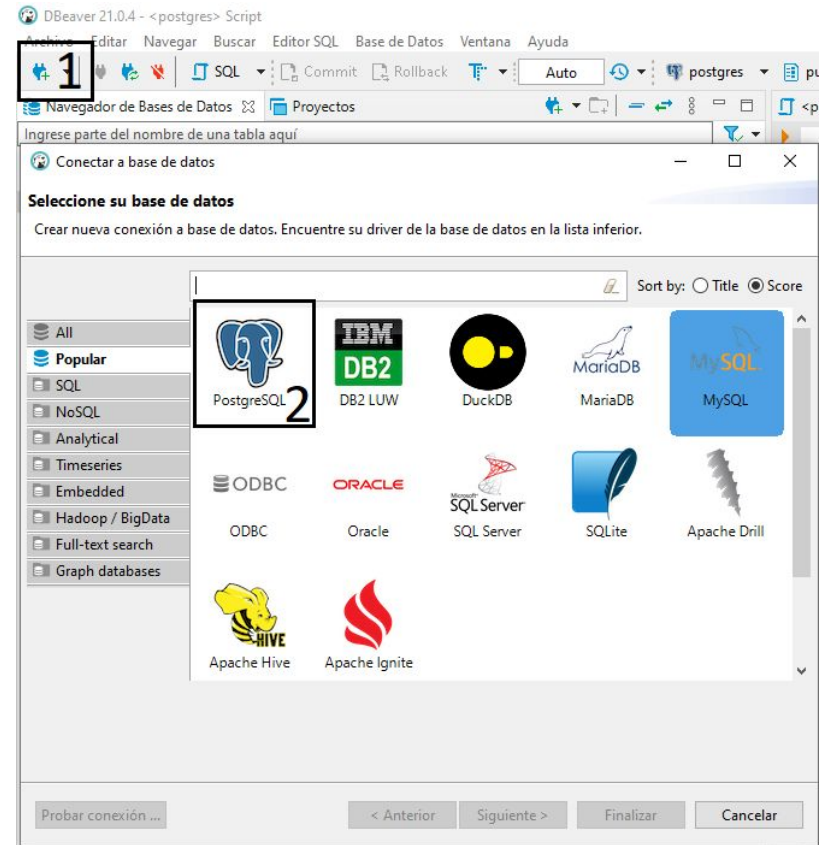 DBeaver 21.0.4 - <postgres> Script
Archivo Editar Navegar Buscar Editor SQL Base de Datos Ventana Ayuda
1 SQL Commit Rollback Auto postgres pu
Navegador de Bases de Datos Proyectos <p
Ingrese parte del nombre de una tabla aquí
Conectar a base de datos
Seleccione su base de datos
Crear nueva conexión a base de datos. Encuentre su driver de la base de datos en la lista inferior.
Sort by: Title Score
All
Popular
SQL
NoSQL
Analytical
Timeseries
Embedded
Hadoop / BigData
Full-text search
Graph databases
IBM DB2 MariaDB MySQL
PostgreSQL 2 DB2 LUW DuckDB MariaDB MySQL
ODBC ORACLE Microsoft SQL Server
ODBC Oracle SQL Server SQLite Apache Drill
HIVE
Apache Hive Apache Ignite
Probar conexión ... < Anterior Siguiente > Finalizar Cancelar